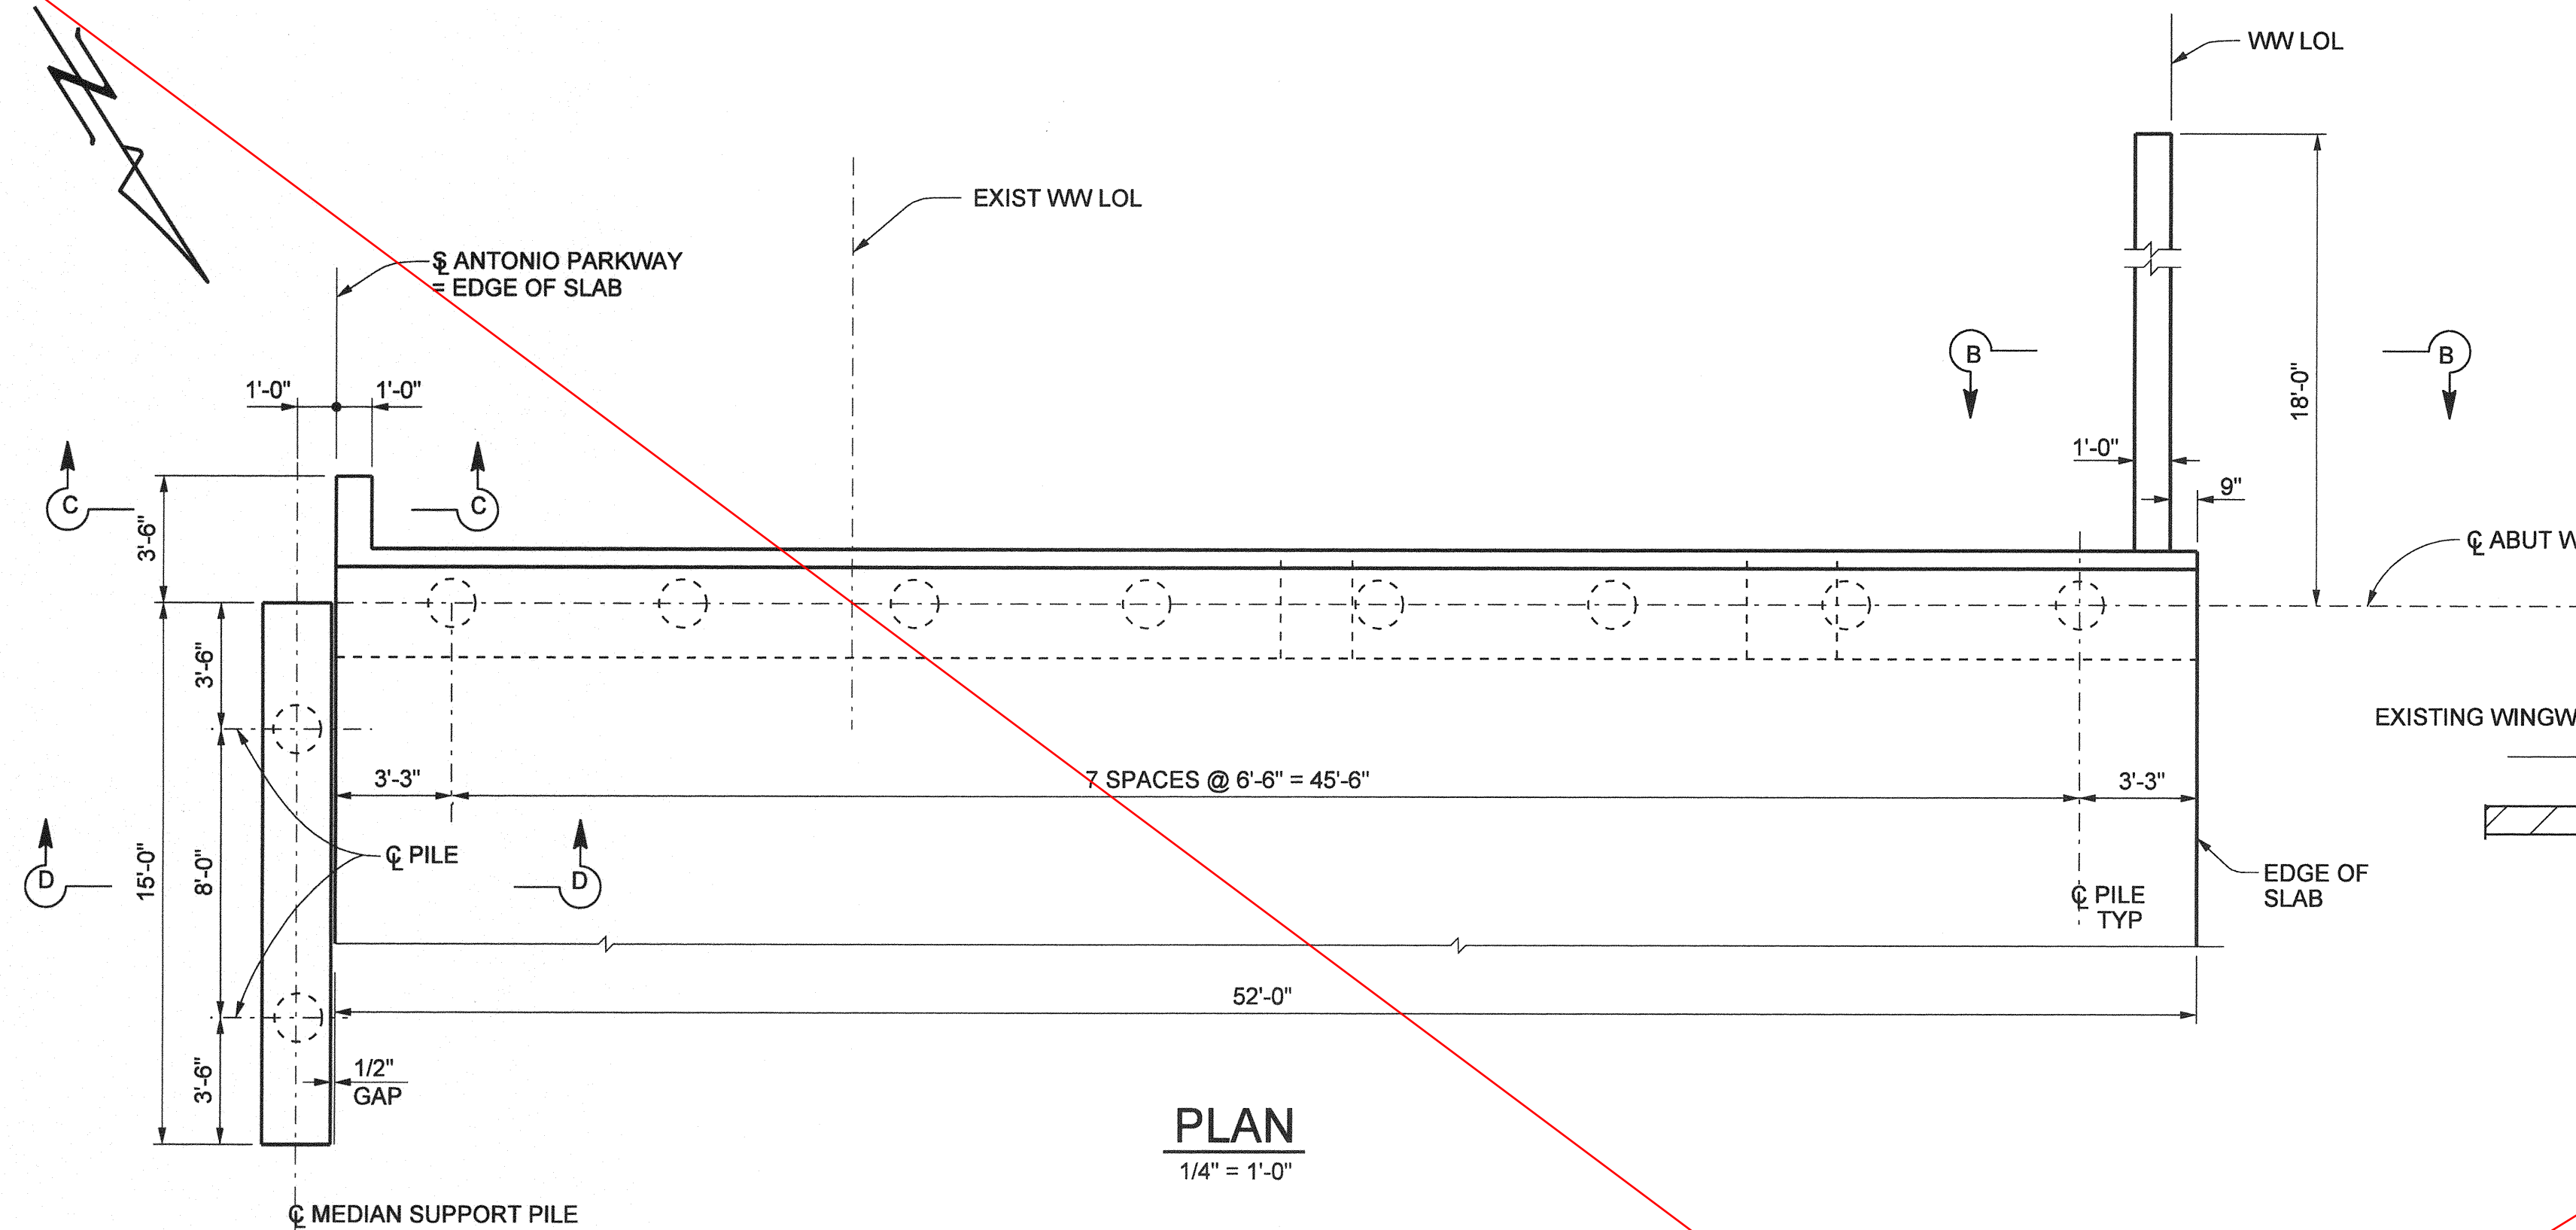 N
WW LOL
EXIST WW LOL
℄ ANTONIO PARKWAY
= EDGE OF SLAB
B
B
18'-0"
1'-0"
1'-0"
1'-0"
C
C
3'-6"
9"
℄ ABUT W
3'-6"
EXISTING WINGW
3'-3"
7 SPACES @ 6'-6" = 45'-6"
3'-3"
15'-0"
8'-0"
℄ PILE
D
D
℄ PILE
TYP
EDGE OF
SLAB
52'-0"
3'-6"
1/2"
GAP
PLAN
1/4" = 1'-0"
℄ MEDIAN SUPPORT PILE